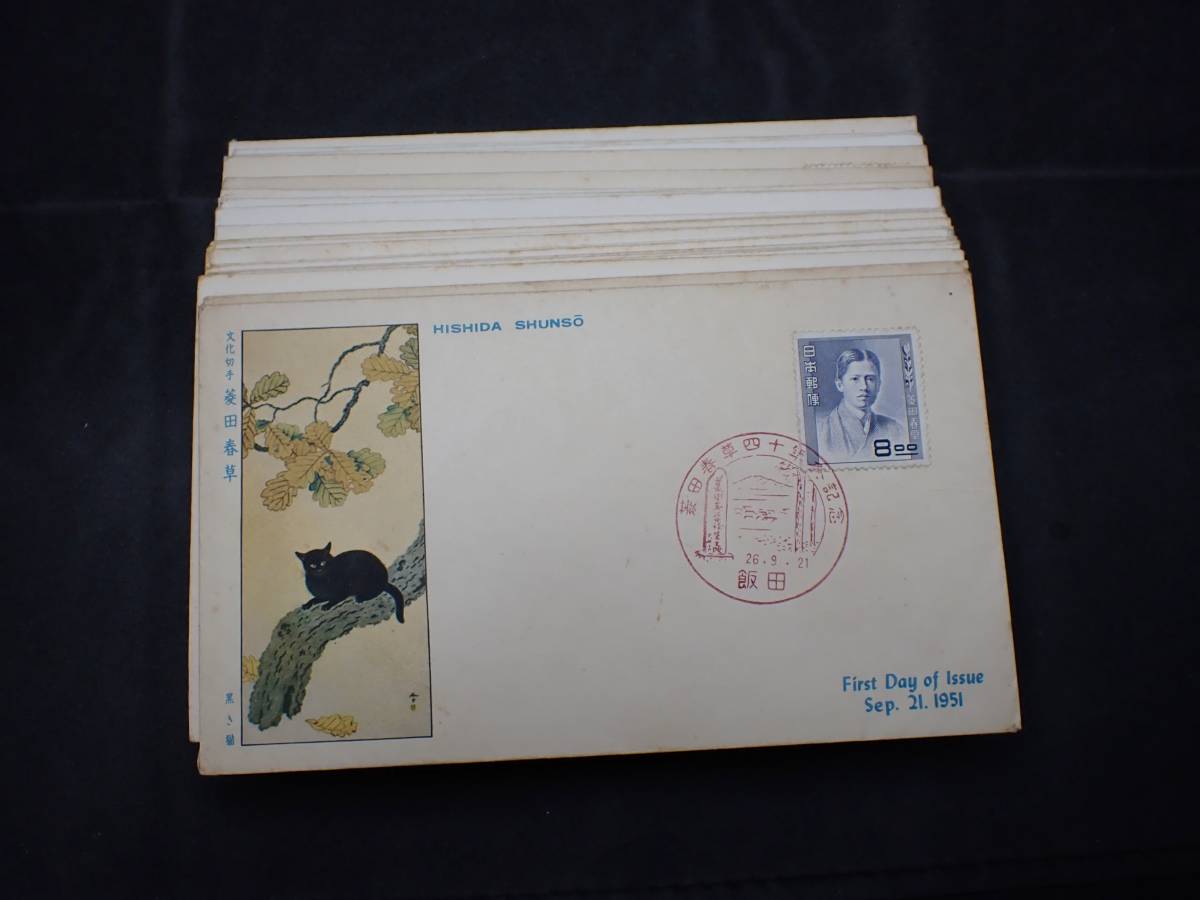 HISHIDA SHUNSŌ
文化切手 菱田春草
黒き猫
日本郵便
菱田春草
8.00
菱田春草四十年祭記念
26.9.21
飯田
First Day of Issue
Sep. 21. 1951